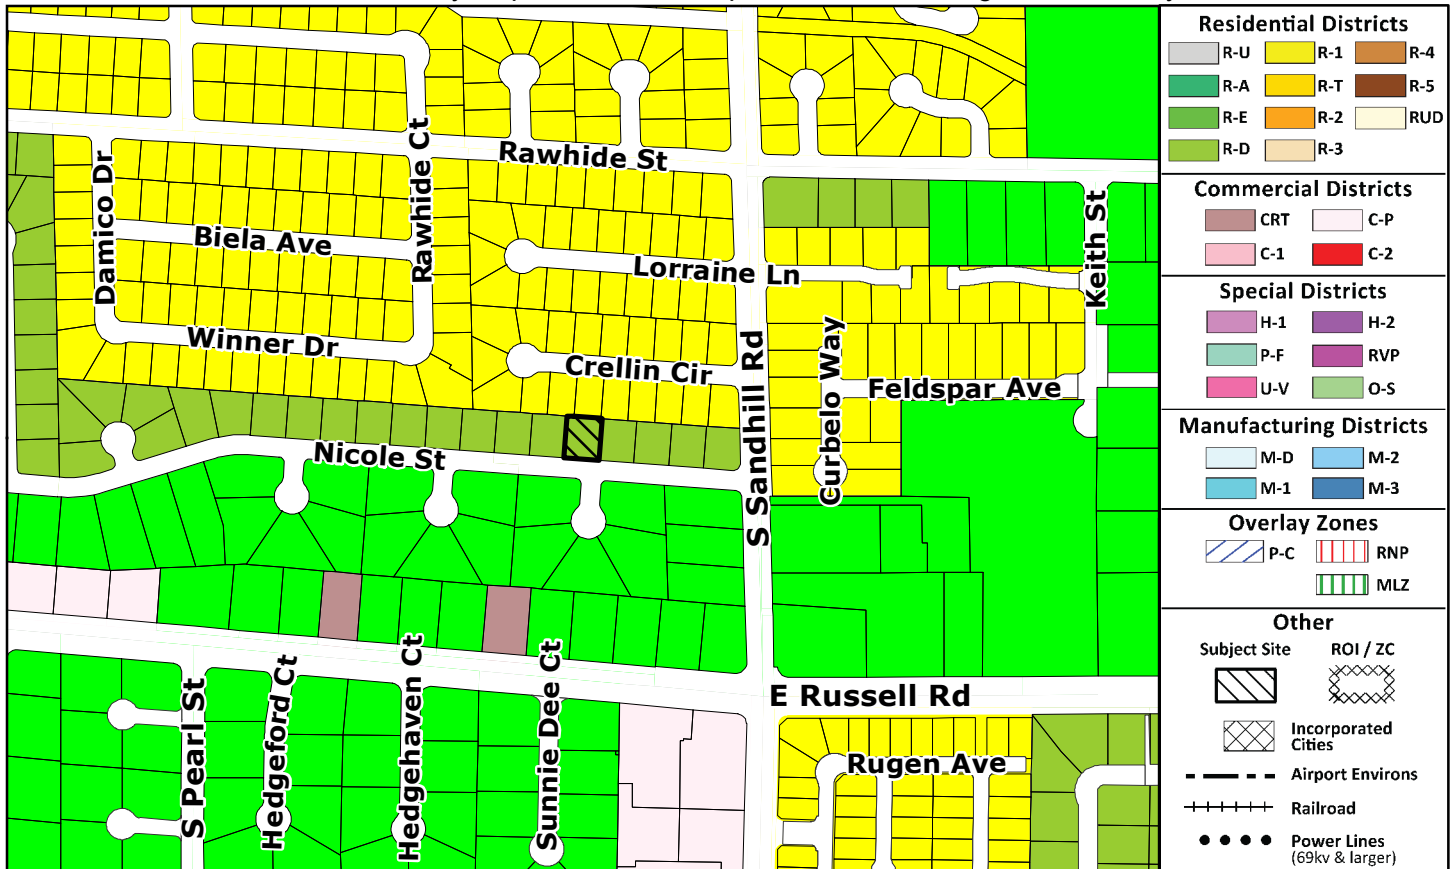 Rawhide St
Rawhide Ct
Damico Dr
Biela Ave
Lorraine Ln
Keith St
Winner Dr
Crellin Cir
S Sandhill Rd
Curbelo Way
Feldspar Ave
Nicole St
E Russell Rd
S Pearl St
Hedgeford Ct
Hedgehaven Ct
Sunnie Dee Ct
Rugen Ave
Residential Districts
R-U R-1 R-4
R-A R-T R-5
R-E R-2 RUD
R-D R-3
Commercial Districts
CRT C-P
C-1 C-2
Special Districts
H-1 H-2
P-F RVP
U-V O-S
Manufacturing Districts
M-D M-2
M-1 M-3
Overlay Zones
P-C RNP
MLZ
Other
Subject Site ROI / ZC
Incorporated
Cities
Airport Environs
Railroad
Power Lines
(69kv & larger)